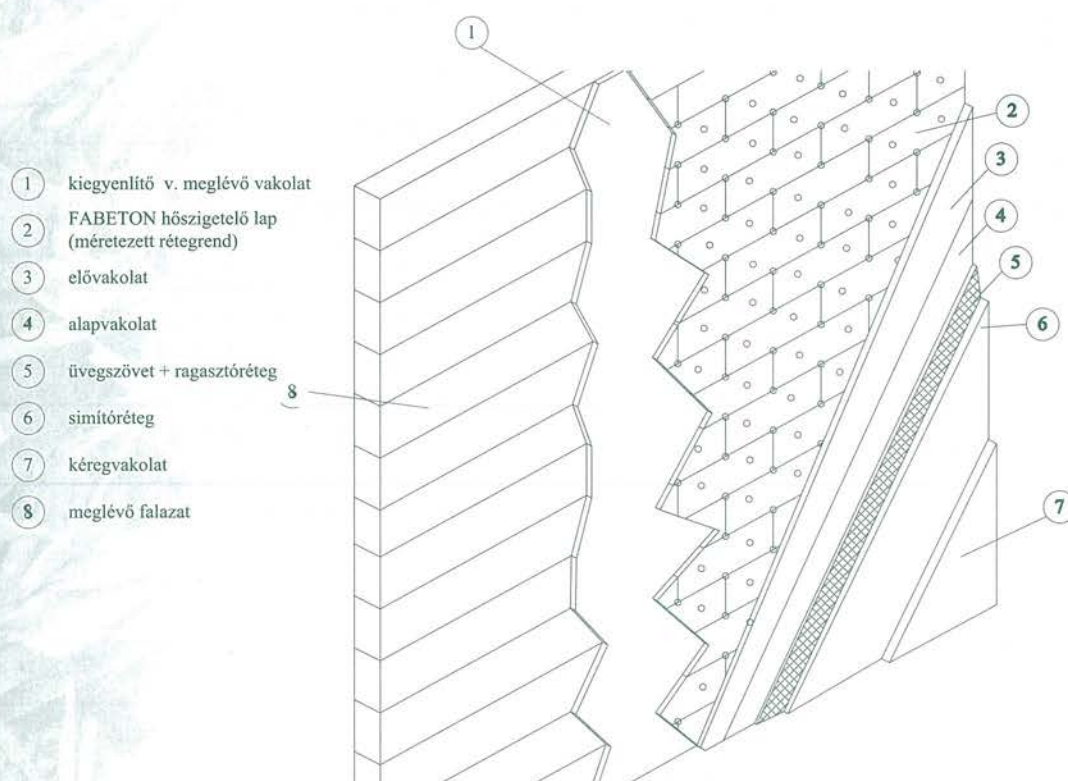 1 kiegyenlítő v. meglévő vakolat
2 FABETON hőszigetelő lap
(méretezett rétegrend)
3 elővakolat
4 alapvakolat
5 üvegszövet + ragasztóréteg
6 simítóréteg
7 kéregvakolat
8 meglévő falazat
1
2
3
4
5
6
7
8